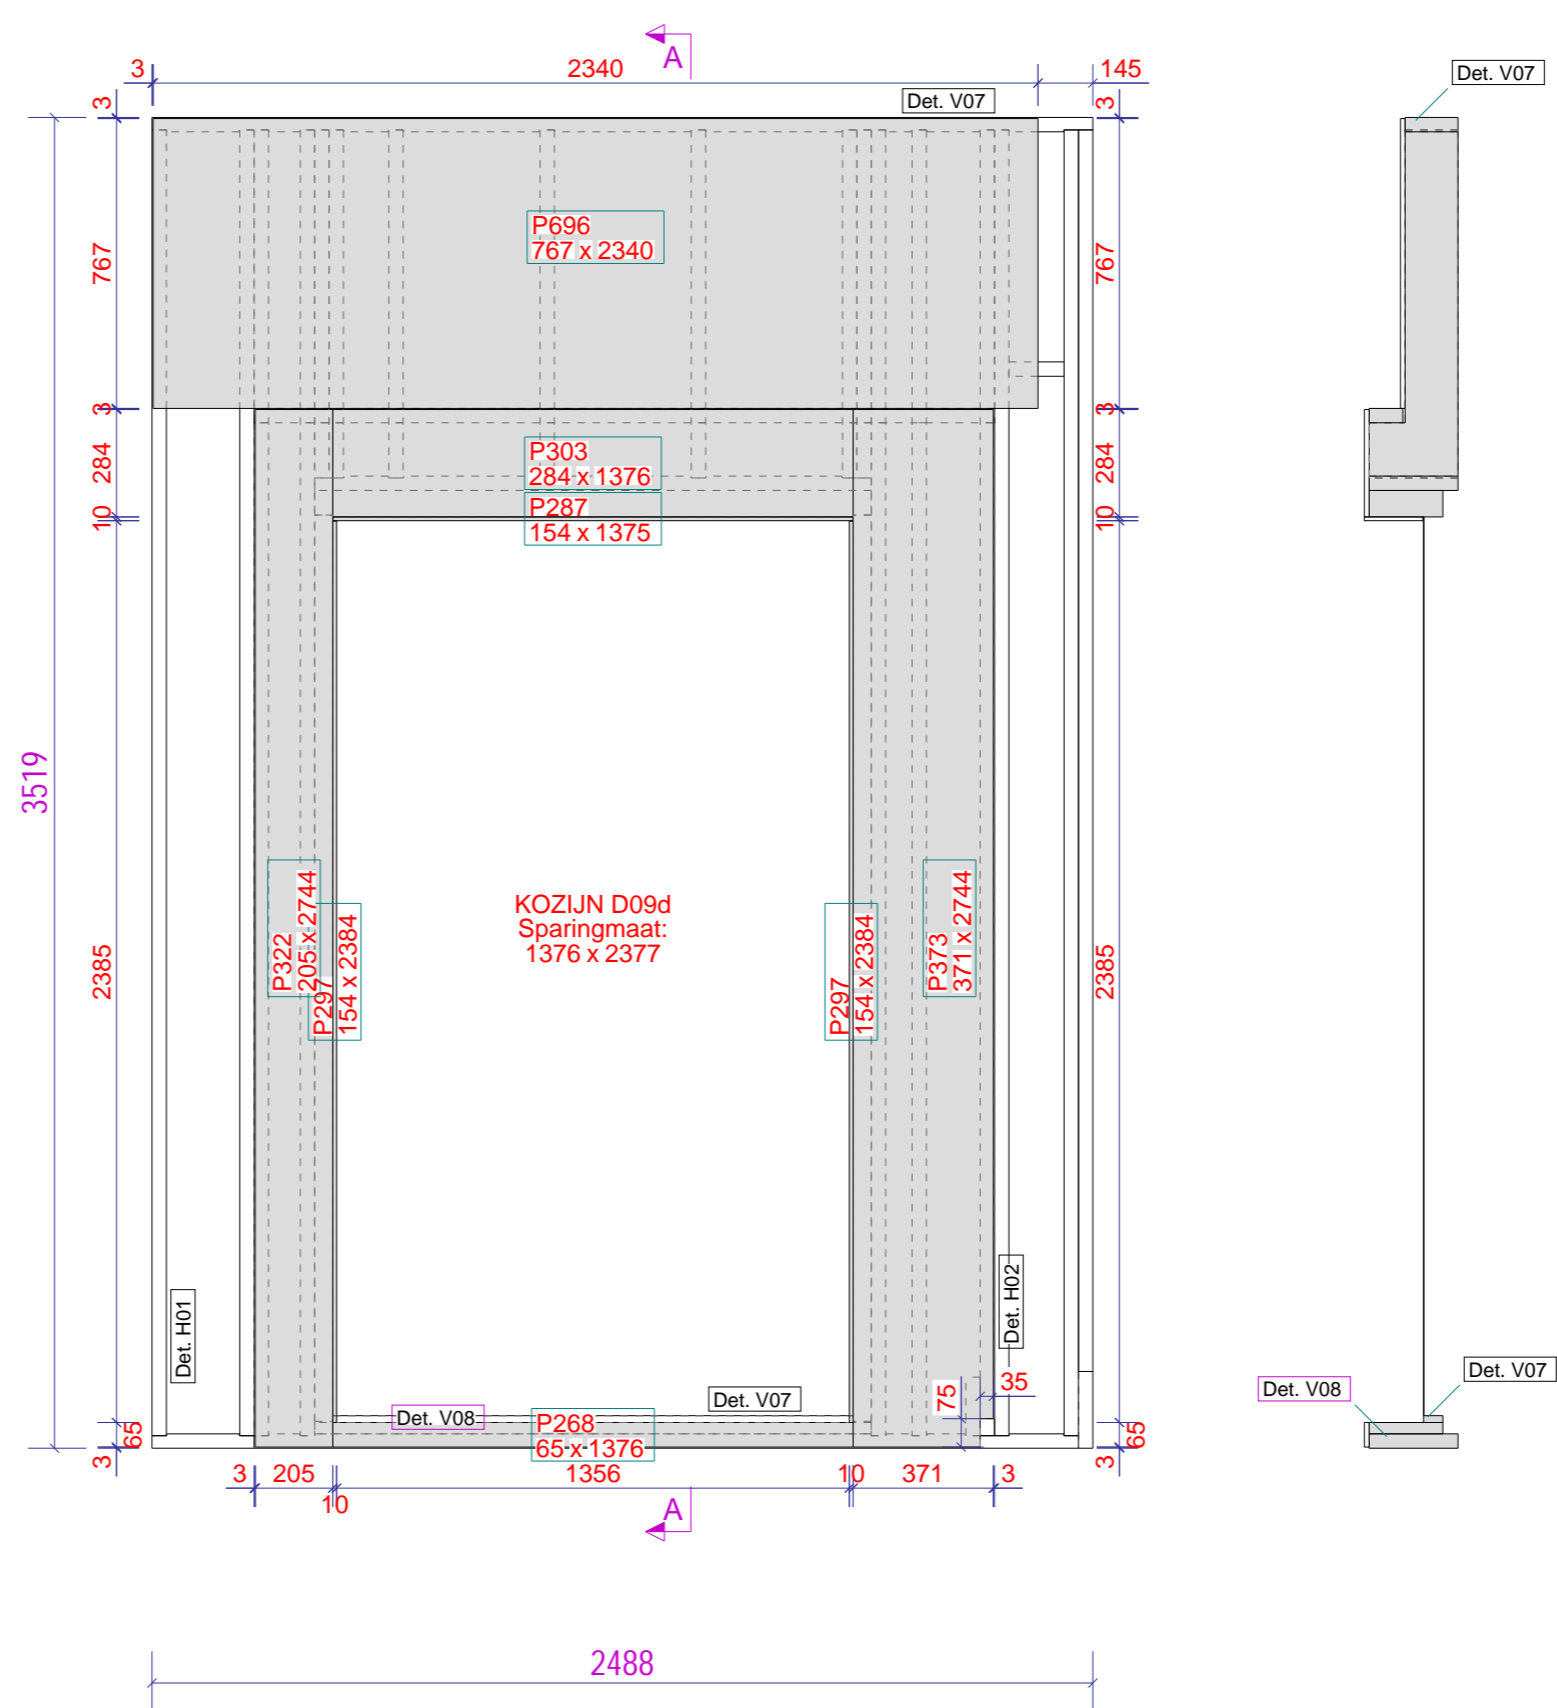 A
3
2340
145
Det. V07
Det. V07
3
3
767
P696
767 x 2340
767
3
3
284
P303
284 x 1376
284
10
P287
154 x 1375
10
3519
2385
P322
205 x 2744
P297
154 x 2384
KOZIJN D09d
Sparingmaat:
1376 x 2377
P297
154 x 2384
P373
371 x 2744
2385
Det. H01
Det. H02
75
35
Det. V07
Det. V08
Det. V07
Det. V08
65
P268
65 x 1376
65
3
3
3
205
10
1356
10
371
3
A
2488